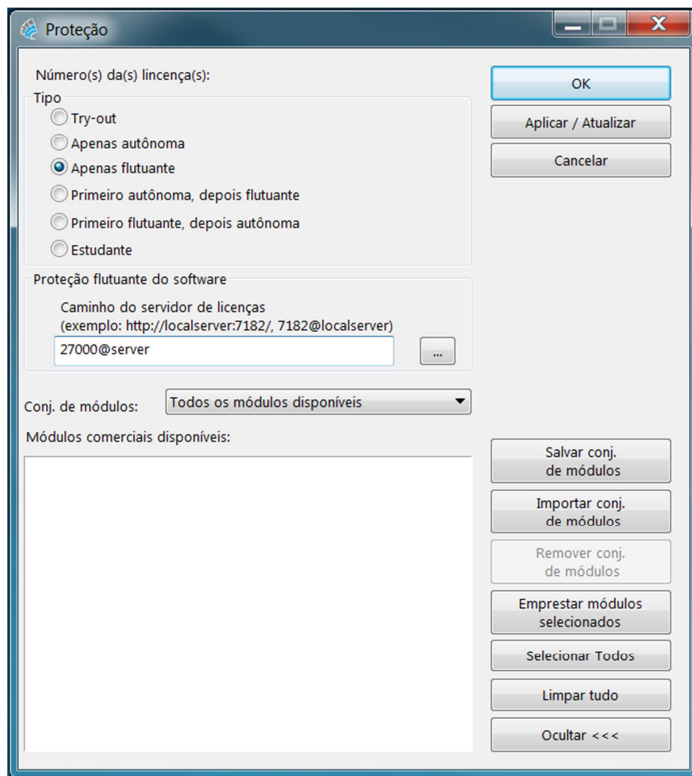 Proteção
Número(s) da(s) lincença(s):
Tipo
Try-out
Apenas autônoma
Apenas flutuante
Primeiro autônoma, depois flutuante
Primeiro flutuante, depois autônoma
Estudante
OK
Aplicar / Atualizar
Cancelar
Proteção flutuante do software
Caminho do servidor de licenças
(exemplo: http://localserver:7182/, 7182@localserver)
27000@server
...
Conj. de módulos:
Todos os módulos disponíveis
Módulos comerciais disponíveis:
Salvar conj.
de módulos
Importar conj.
de módulos
Remover conj.
de módulos
Emprestar módulos
selecionados
Selecionar Todos
Limpar tudo
Ocultar <<<